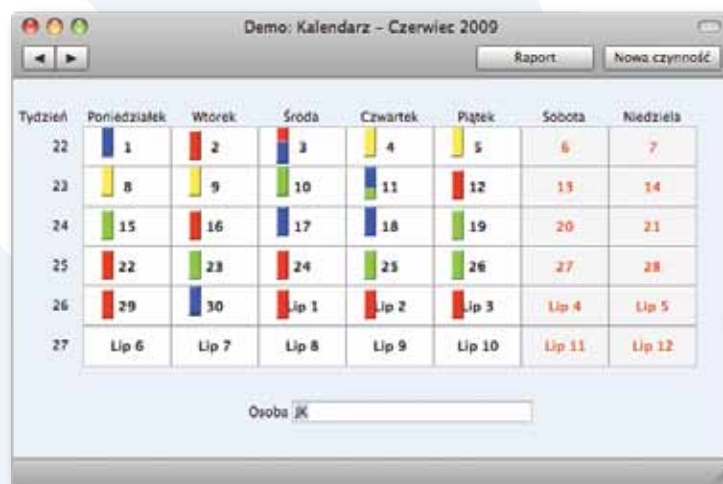 Demo: Kalendarz – Czerwiec 2009
Raport Nowa czynność
Tydzień Poniedziałek Wtorek Środa Czwartek Piątek Sobota Niedziela
22 1 2 3 4 5 6 7
23 8 9 10 11 12 13 14
24 15 16 17 18 19 20 21
25 22 23 24 25 26 27 28
26 29 30 Lip 1 Lip 2 Lip 3 Lip 4 Lip 5
27 Lip 6 Lip 7 Lip 8 Lip 9 Lip 10 Lip 11 Lip 12
Osoba JK